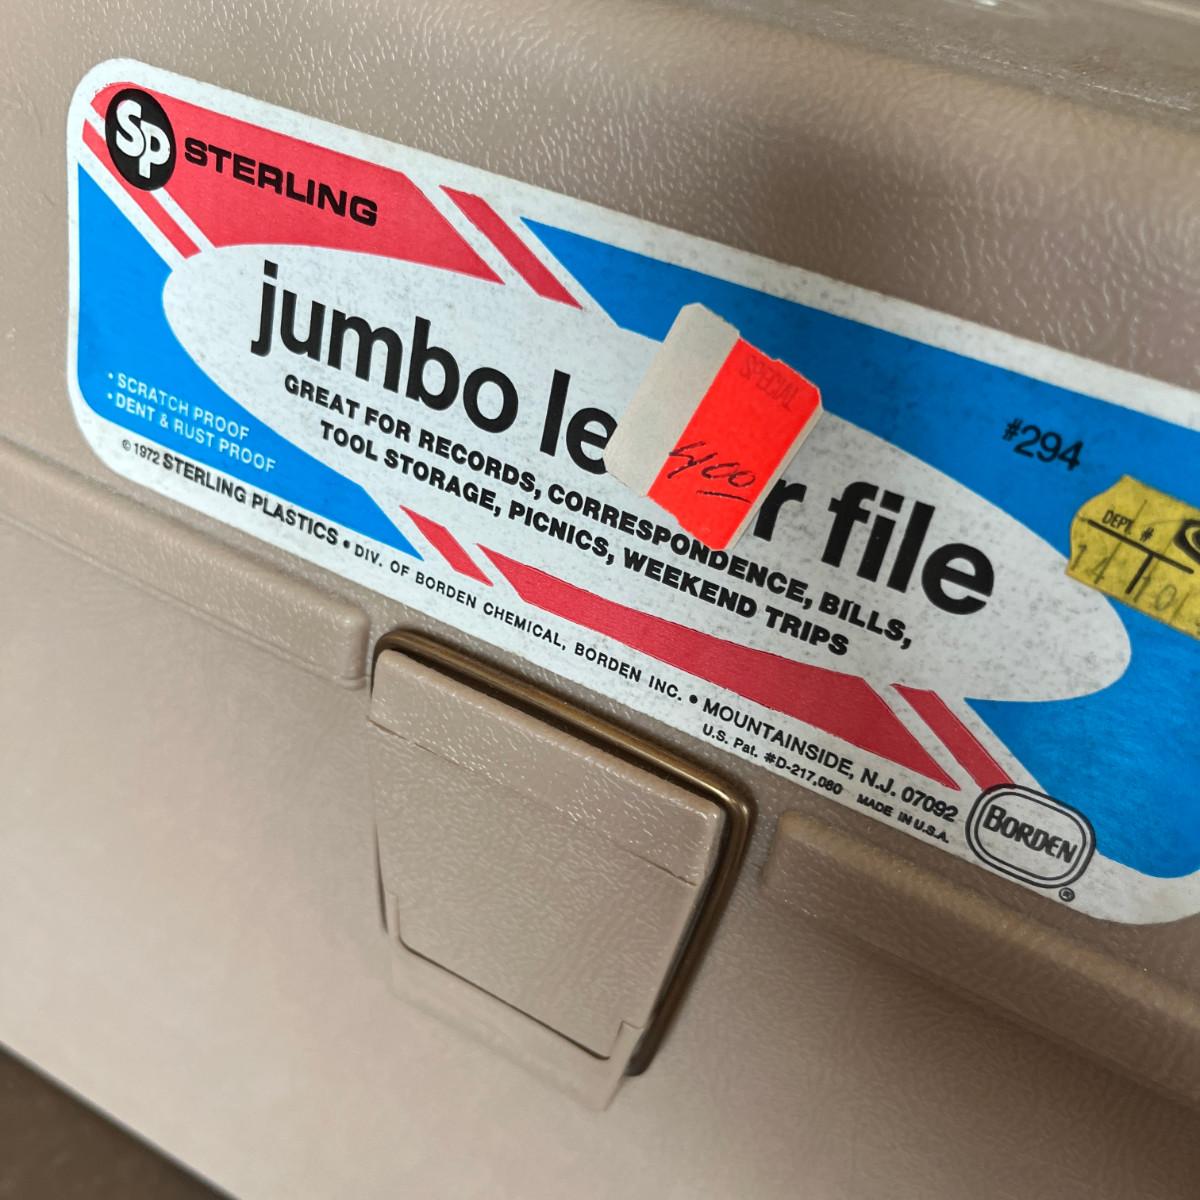 SP STERLING
jumbo le r file
SPECIAL
4.00
#294
GREAT FOR RECORDS, CORRESPONDENCE, BILLS,
TOOL STORAGE, PICNICS, WEEKEND TRIPS
• SCRATCH PROOF
• DENT & RUST PROOF
DEPT. #
14
© 1972 STERLING PLASTICS • DIV. OF BORDEN CHEMICAL, BORDEN INC. • MOUNTAINSIDE, N.J. 07092
U.S. Pat. #D-217,060 MADE IN U.S.A.
BORDEN
®